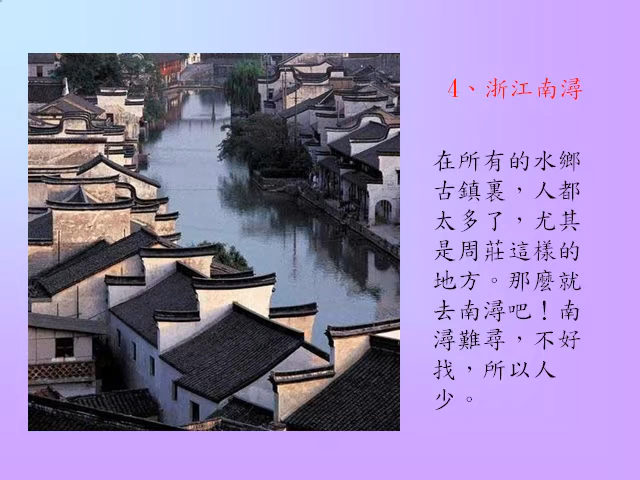 4、浙江南潯
在所有的水鄉
古鎮裏，人都
太多了，尤其
是周莊這樣的
地方。那麼就
去南潯吧！南
潯難尋，不好
找，所以人
少。